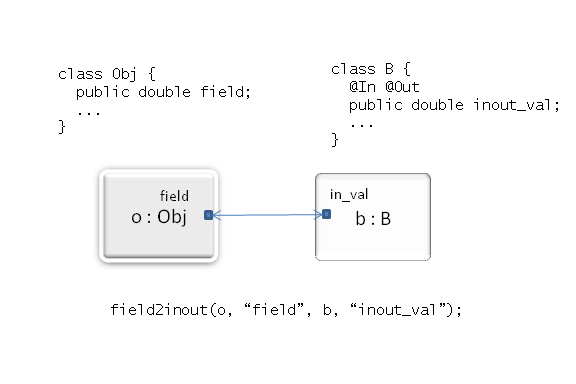 class Obj {
public double field;
...
}
class B {
@In @Out
public double inout_val;
...
}
field
o : Obj
in_val
b : B
field2inout(o, “field”, b, “inout_val”);